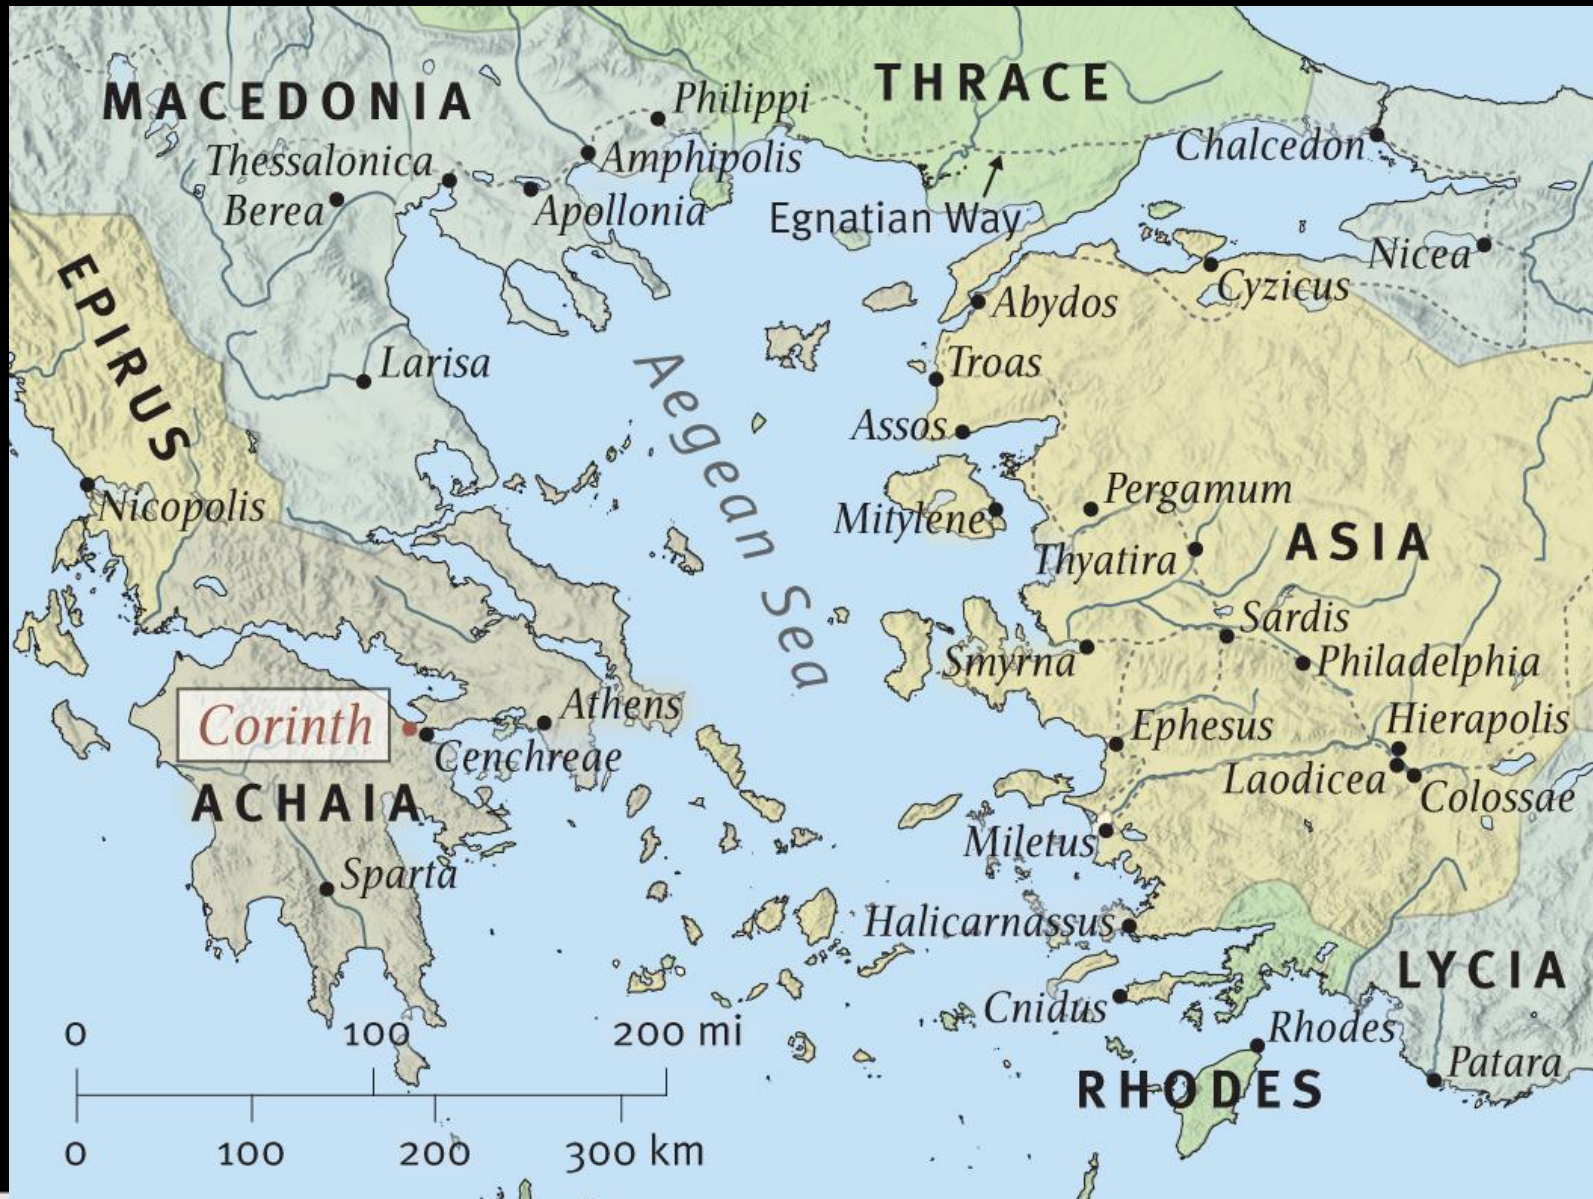 MACEDONIA
THRACE
Philippi
Thessalonica
Amphipolis
Chalcedon
Berea
Apollonia
Egnatian Way
Nicea
EPIRUS
Cyzicus
Abydos
Larisa
Troas
Aegean Sea
Assos
Nicopolis
Mitylene
Pergamum
Thyatira
ASIA
Sardis
Smyrna
Philadelphia
Corinth
Athens
Cenchreae
Ephesus
Hierapolis
Laodicea
Colossae
ACHAIA
Miletus
Sparta
Halicarnassus
LYCIA
Cnidus
Rhodes
Patara
RHODES
0 100 200 mi
0 100 200 300 km